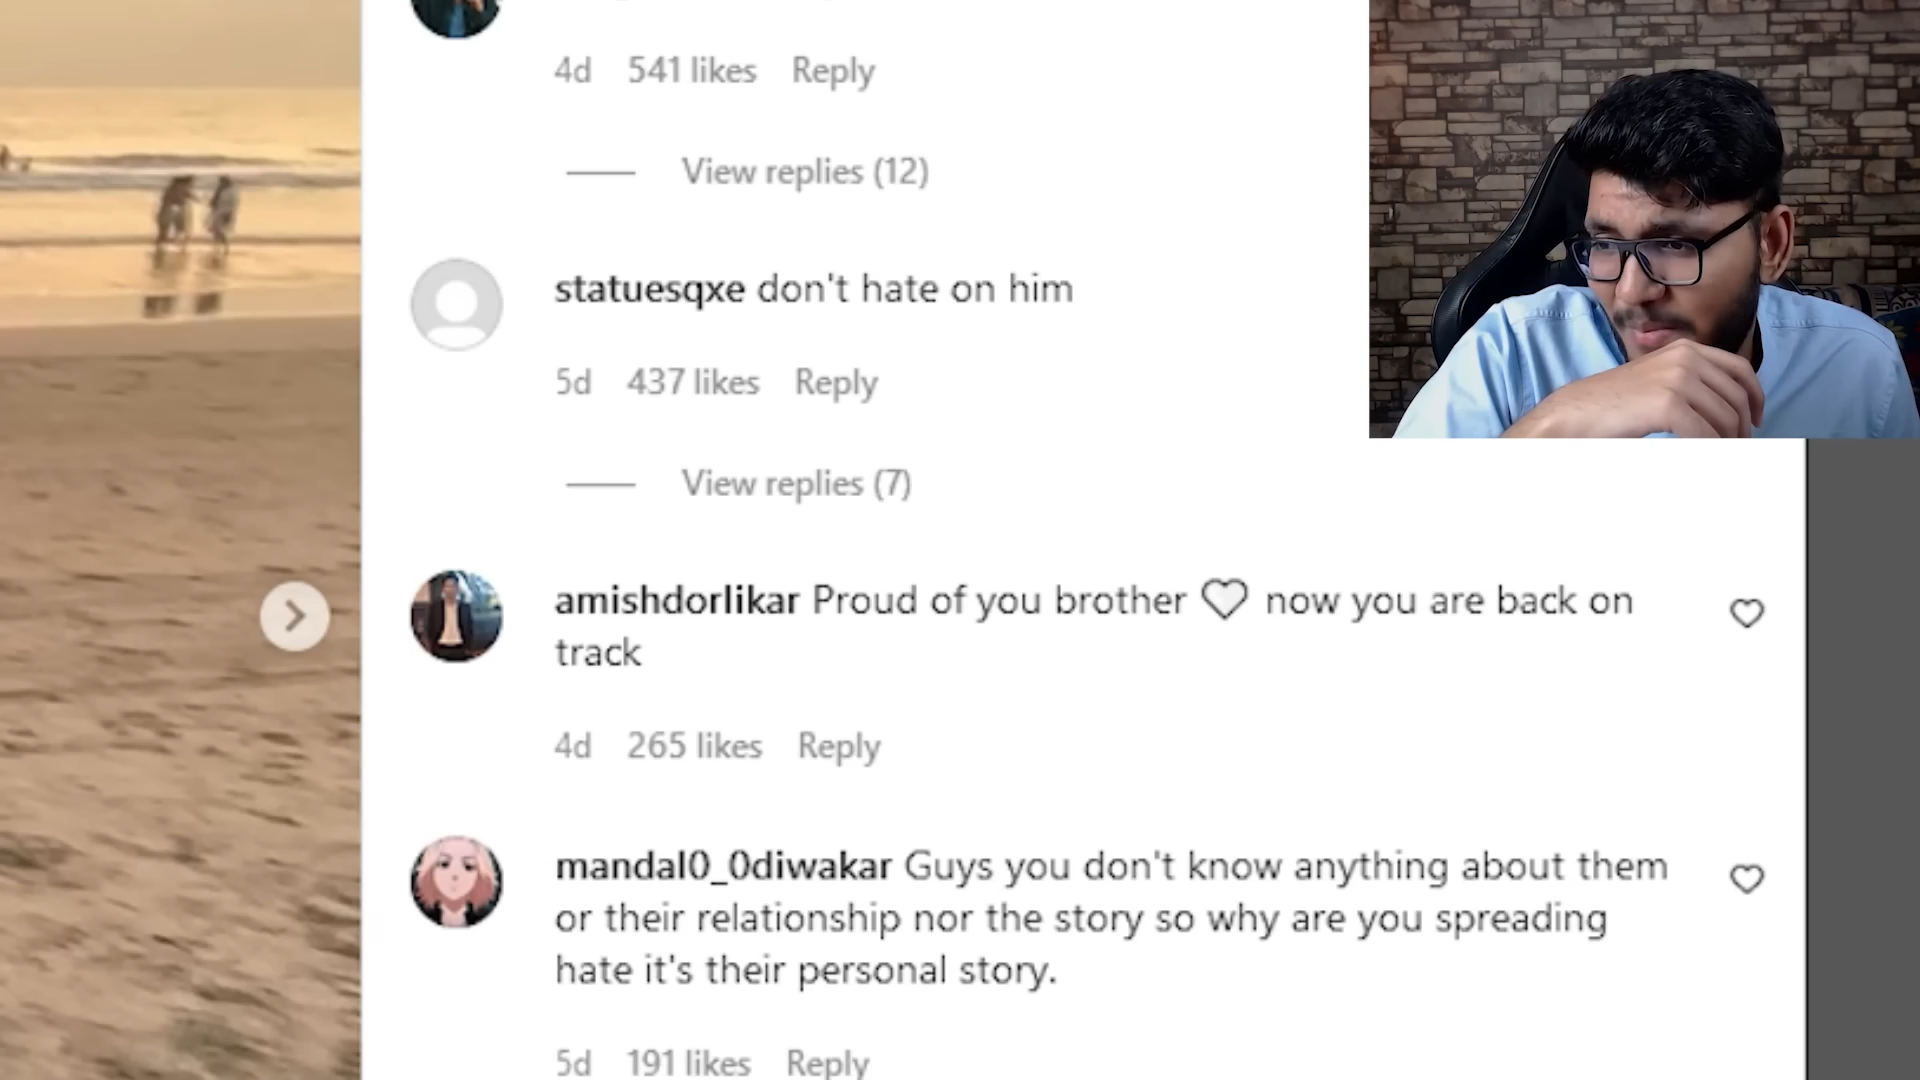 4d 541 likes Reply
View replies (12)
statuesqxe don't hate on him
5d 437 likes Reply
View replies (7)
amishdorlikar Proud of you brother 🤍 now you are back on
track
4d 265 likes Reply
mandal0_0diwakar Guys you don't know anything about them
or their relationship nor the story so why are you spreading
hate it's their personal story.
5d 191 likes Reply